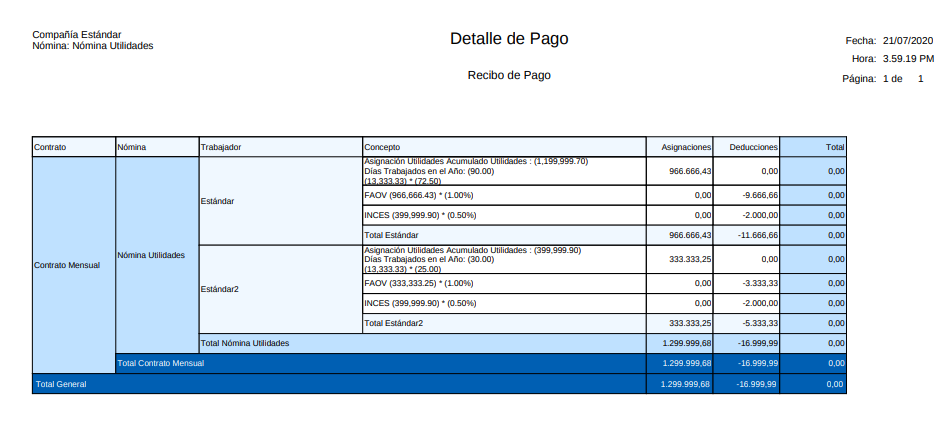 Compañía Estándar
Nómina: Nómina Utilidades
Detalle de Pago
Recibo de Pago
Fecha: 21/07/2020
Hora: 3.59.19 PM
Página: 1 de 1
Contrato Nómina Trabajador Concepto Asignaciones Deducciones Total
Contrato Mensual
Nómina Utilidades
Estándar
Asignación Utilidades Acumulado Utilidades : (1,199,999.70)
Días Trabajados en el Año: (90.00)
(13,333.33) * (72.50)
966.666,43 0,00 0,00
FAOV (966,666.43) * (1.00%) 0,00 -9.666,66 0,00
INCES (399,999.90) * (0.50%) 0,00 -2.000,00 0,00
Total Estándar 966.666,43 -11.666,66 0,00
Estándar2
Asignación Utilidades Acumulado Utilidades : (399,999.90)
Días Trabajados en el Año: (30.00)
(13,333.33) * (25.00)
333.333,25 0,00 0,00
FAOV (333,333.25) * (1.00%) 0,00 -3.333,33 0,00
INCES (399,999.90) * (0.50%) 0,00 -2.000,00 0,00
Total Estándar2 333.333,25 -5.333,33 0,00
Total Nómina Utilidades 1.299.999,68 -16.999,99 0,00
Total Contrato Mensual 1.299.999,68 -16.999,99 0,00
Total General 1.299.999,68 -16.999,99 0,00